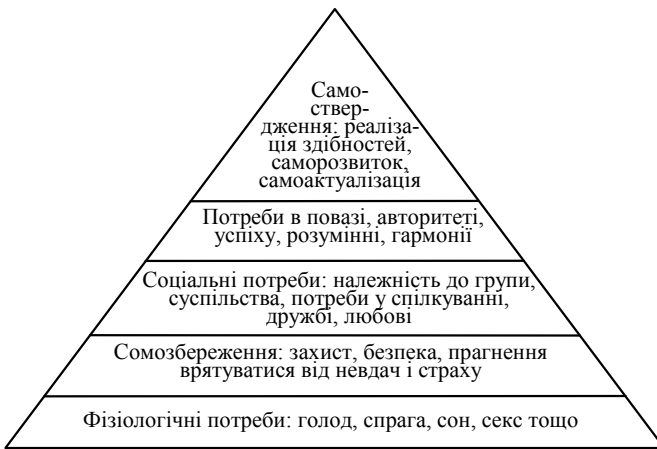 Само-
ствер-
дження: реаліза-
ція здібностей,
саморозвиток,
самоактуалізація
Потреби в повазі, авторитеті,
успіху, розумінні, гармонії
Соціальні потреби: належність до групи,
суспільства, потреби у спілкуванні,
дружбі, любові
Сомозбереження: захист, безпека, прагнення
врятуватися від невдач і страху
Фізіологічні потреби: голод, спрага, сон, секс тощо